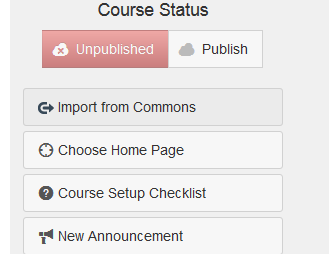 Course Status
Unpublished Publish
Import from Commons
Choose Home Page
Course Setup Checklist
New Announcement